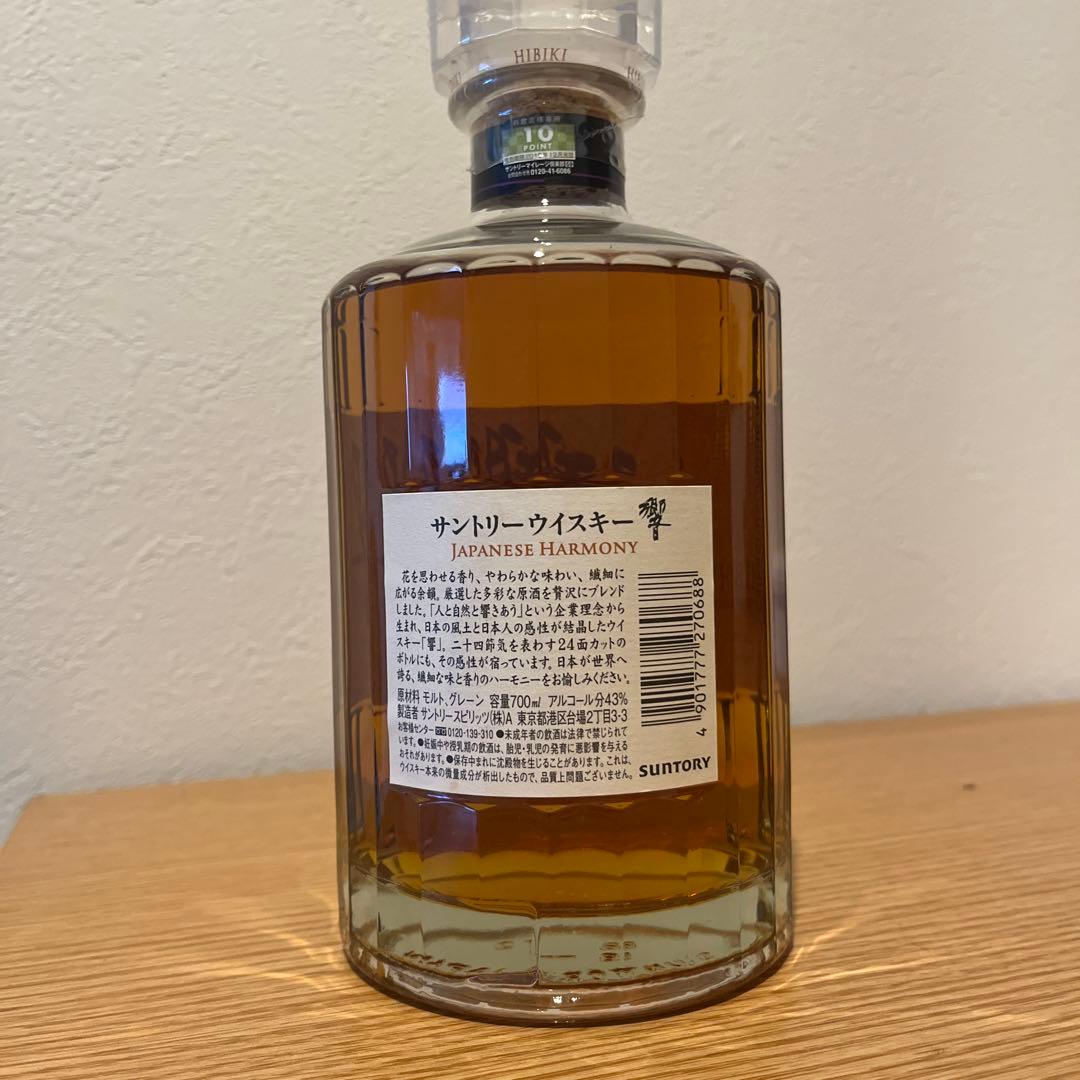 HIBIKI
10
POINT
サントリーマイレージ倶楽部
お問合わせ先 0120-41-6086
サントリーウイスキー 響
JAPANESE HARMONY
花を思わせる香り、やわらかな味わい、繊細に
広がる余韻。厳選した多彩な原酒を贅沢にブレンド
しました。「人と自然と響きあう」という企業理念から
生まれ、日本の風土と日本人の感性が結晶したウイ
スキー「響」。二十四節気を表わす24面カットの
ボトルにも、その感性が宿っています。日本が世界へ
誇る、繊細な味と香りのハーモニーをお愉しみください。
原材料 モルト、グレーン 容量700ml アルコール分43%
製造者 サントリースピリッツ(株)A 東京都港区台場2丁目3-3
お客様センター 0120-139-310 ●未成年者の飲酒は法律で禁じられて
います。●妊娠中や授乳期の飲酒は、胎児・乳児の発育に悪影響を与える
おそれがあります。●保存中まれに沈殿物を生じることがあります。これは、
ウイスキー本来の微量成分が析出したもので、品質上問題ございません。
SUNTORY
4 901777 270688